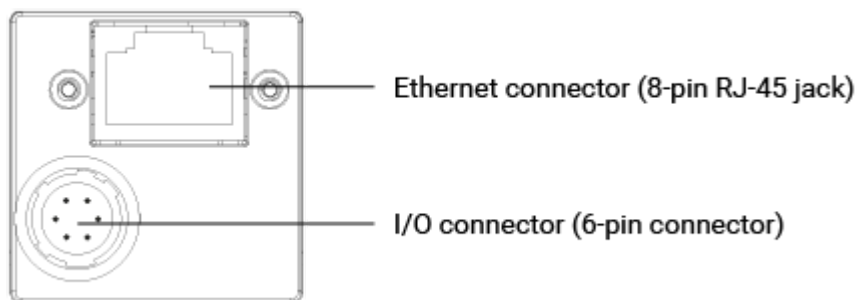 Ethernet connector (8-pin RJ-45 jack)
I/O connector (6-pin connector)